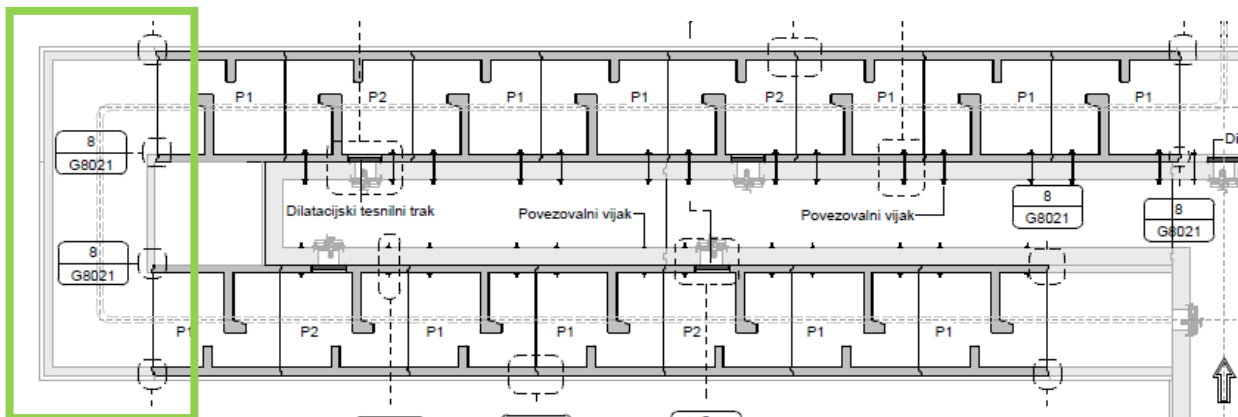 P1 P2 P1 P1 P2 P1 P1 P1
8
G8021
Di
8
G8021
8
G8021
Dilatacijski tesnilni trak
Povezovalni vijak
Povezovalni vijak
8
G8021
P1 P2 P1 P1 P2 P1 P1